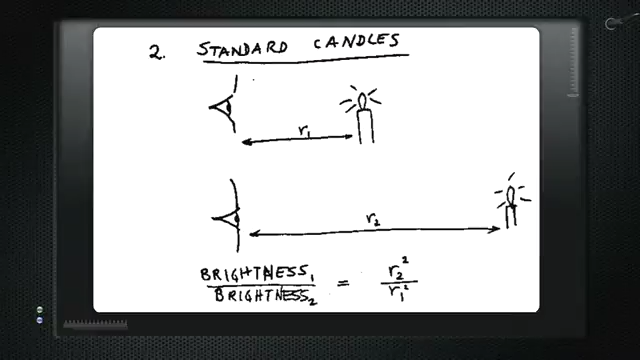 2. STANDARD CANDLES
r₁
r₂
BRIGHTNESS₁ / BRIGHTNESS₂ = r₂² / r₁²